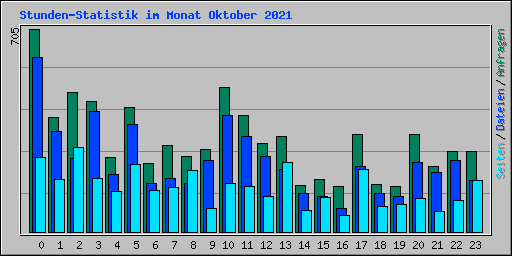 Stunden-Statistik im Monat Oktober 2021
705
Seiten / Dateien / Anfragen
0 1 2 3 4 5 6 7 8 9 10 11 12 13 14 15 16 17 18 19 20 21 22 23